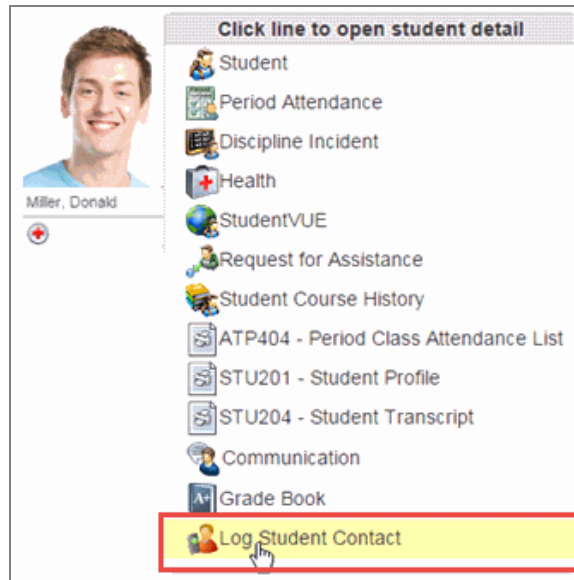 Click line to open student detail
Student
Period Attendance
Discipline Incident
Health
Miller, Donald
StudentVUE
Request for Assistance
Student Course History
ATP404 - Period Class Attendance List
STU201 - Student Profile
STU204 - Student Transcript
Communication
A+ Grade Book
Log Student Contact